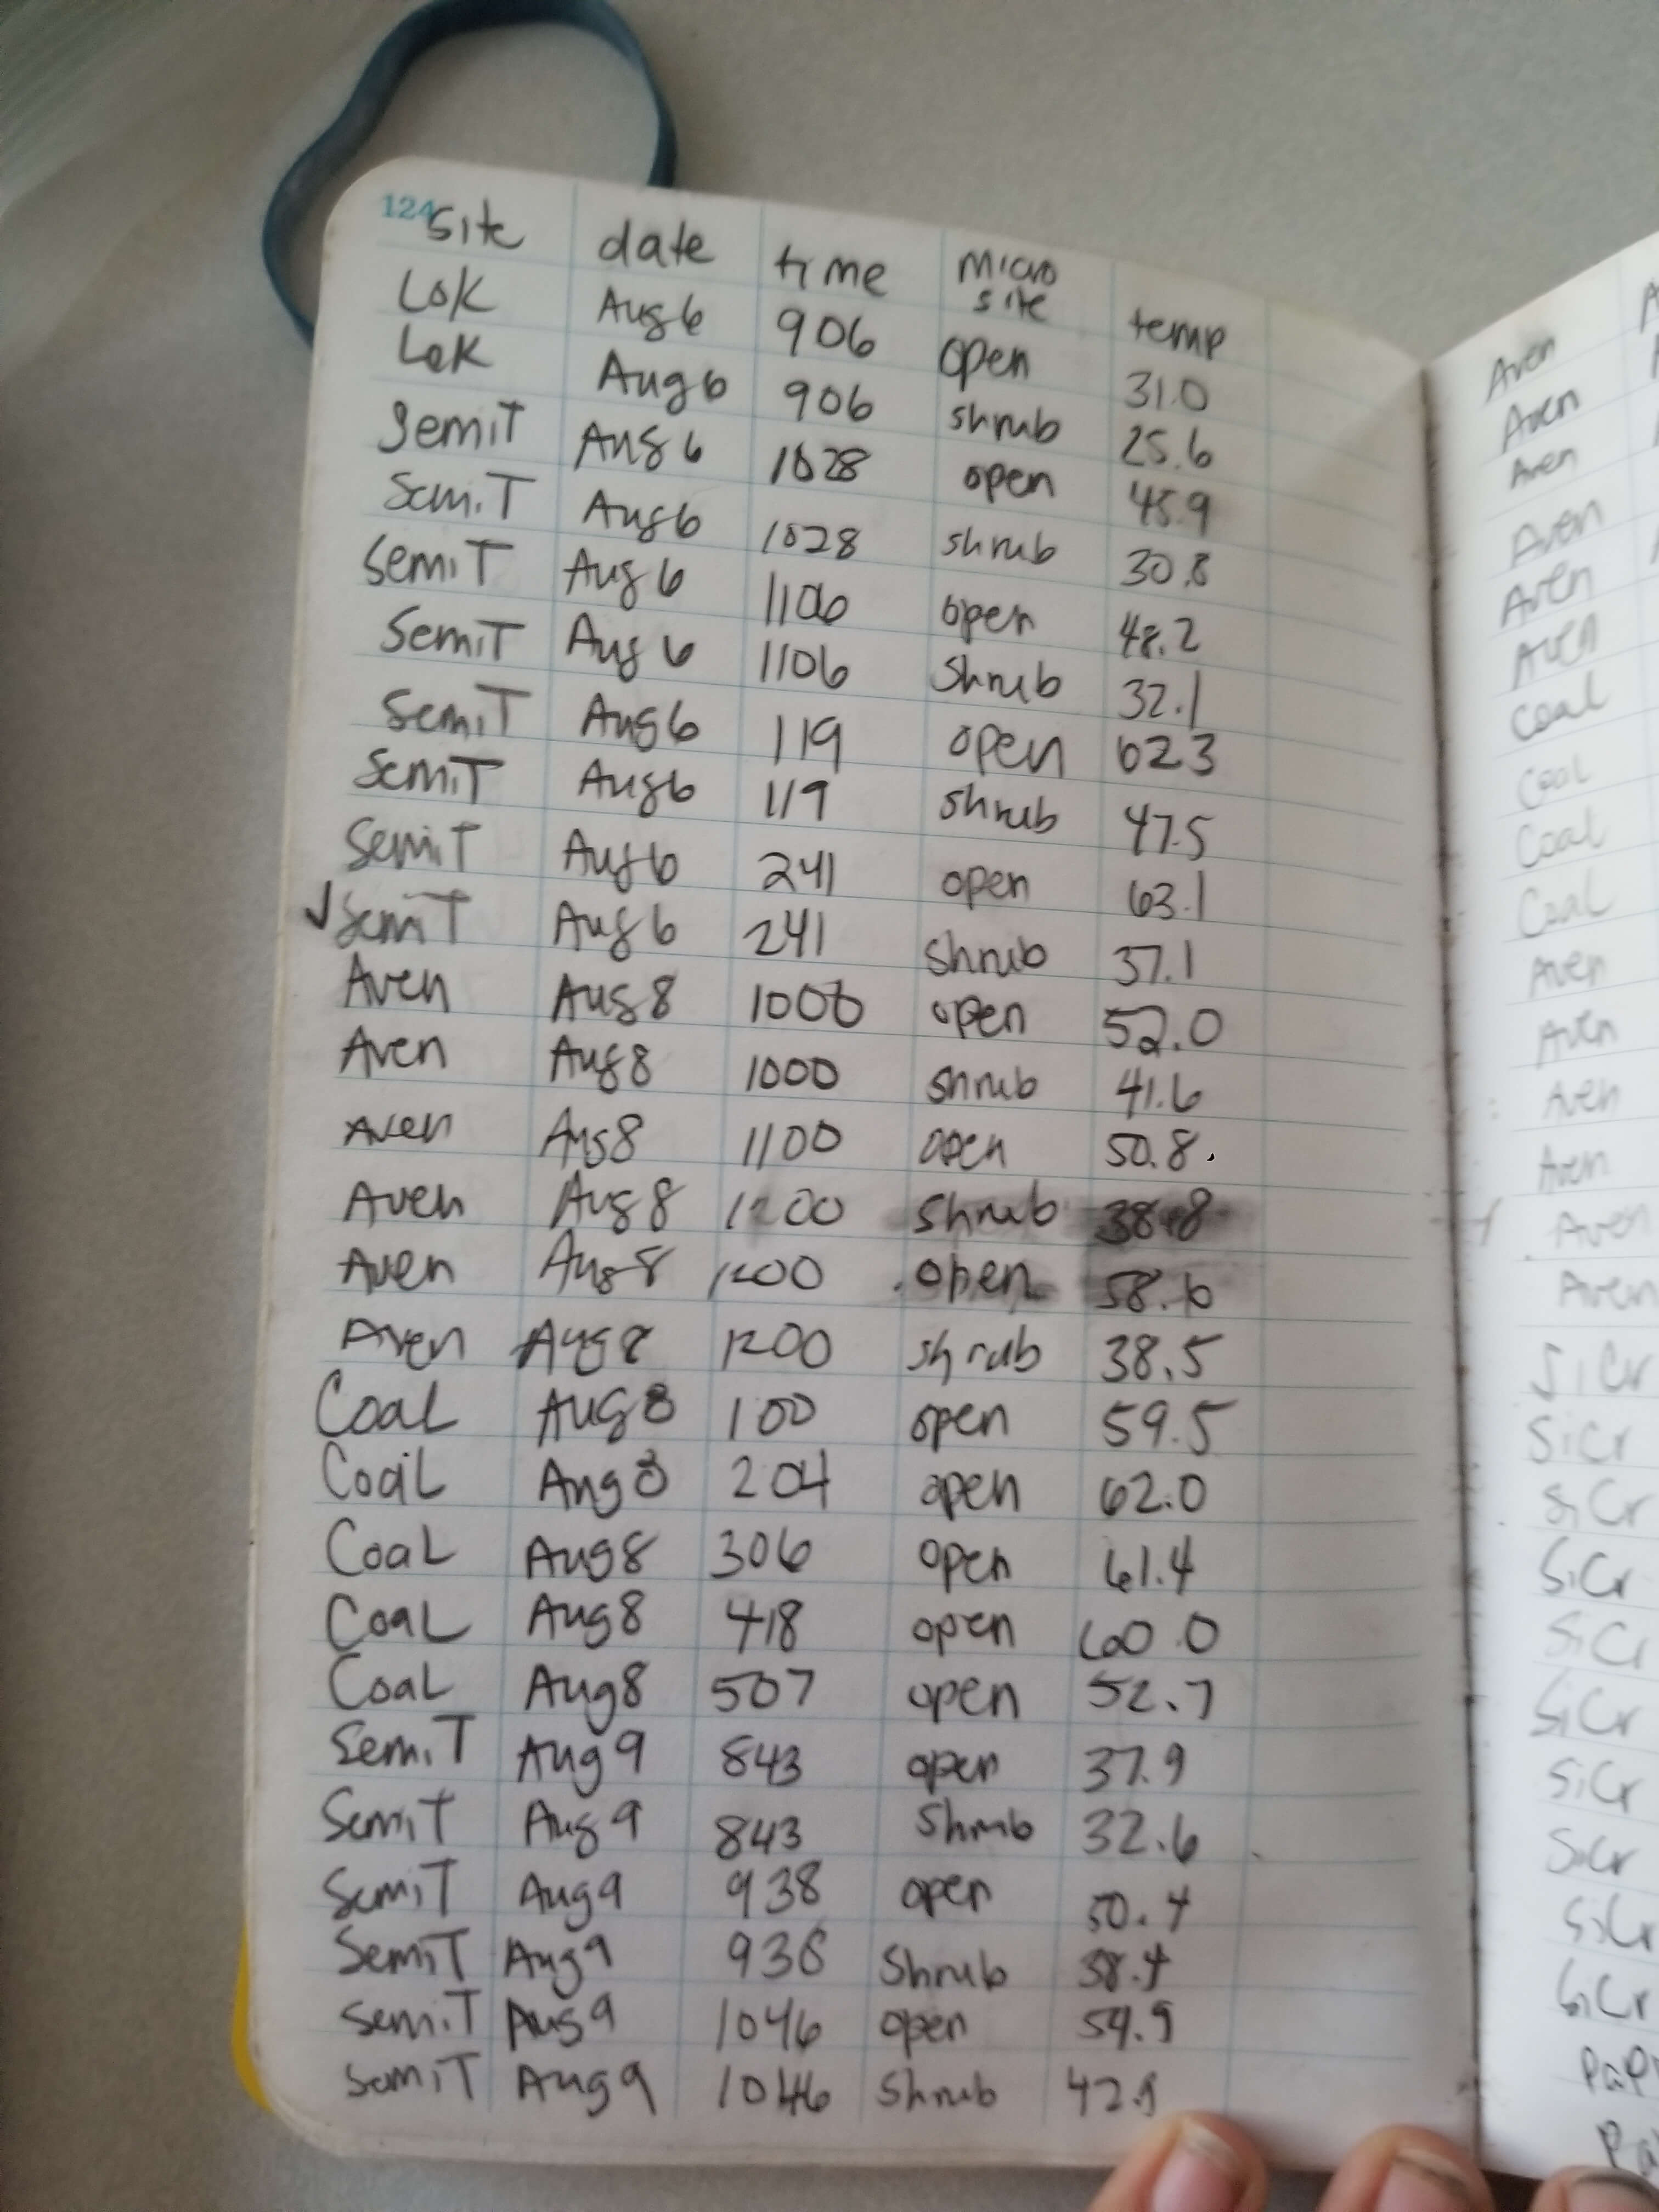 124
site date time micro site temp
Lok Aug 6 906 open 31.0
Lok Aug 6 906 shrub 25.6
SemiT Aug 6 1028 open 45.9
SemiT Aug 6 1028 shrub 30.8
SemiT Aug 6 1106 open 48.2
SemiT Aug 6 1106 Shrub 32.1
SemiT Aug 6 119 open 62.3
SemiT Aug 6 119 shrub 47.5
SemiT Aug 6 241 open 63.1
✓ SemiT Aug 6 241 Shrub 37.1
Aven Aug 8 1000 open 52.0
Aven Aug 8 1000 shrub 41.6
Aven Aug 8 1100 open 50.8
Aven Aug 8 shrub 38.8
Aven Aug 8 1200 open 58.6
Aven Aug 8 1200 shrub 38.5
CoaL Aug 8 100 open 59.5
CoaL Aug 8 204 open 62.0
CoaL Aug 8 306 open 61.4
CoaL Aug 8 418 open 60.0
CoaL Aug 8 507 open 52.7
SemiT Aug 9 843 open 37.9
SemiT Aug 9 843 Shrub 32.6
SemiT Aug 9 938 open 50.4
SemiT Aug 9 938 Shrub
SemiT Aug 9 1046 open
SemiT Aug 9 1046 Shrub
Aven
Aven
Aven
Aven
Aven
Aven
Coal
Coal
Coal
Coal
Aven
Aven
Aven
Aven
Aven
Aven
SiCr
SiCr
SiCr
SiCr
SiCr
SiCr
SiCr
SiCr
SiCr
SiCr